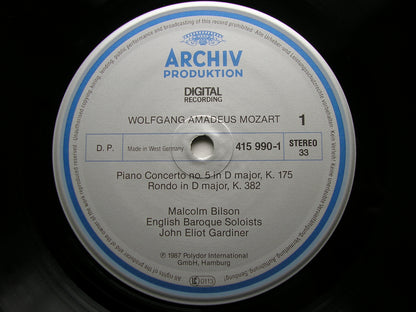 ARCHIV
PRODUKTION
DIGITAL
RECORDING
WOLFGANG AMADEUS MOZART 1
D. P. Made in West Germany 415 990-1 STEREO
33
Piano Concerto no. 5 in D major, K. 175
Rondo in D major, K. 382
Malcolm Bilson
English Baroque Soloists
John Eliot Gardiner
℗ 1987 Polydor International
GmbH, Hamburg